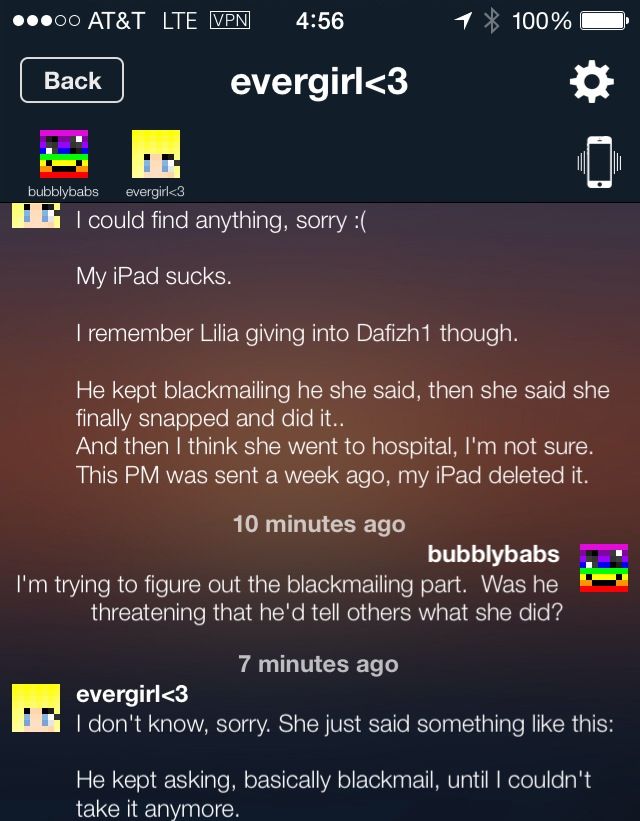 AT&T LTE VPN 4:56 100%
Back evergirl<3
bubblybabs evergirl<3
I could find anything, sorry :(
My iPad sucks.
I remember Lilia giving into Dafizh1 though.
He kept blackmailing he she said, then she said she
finally snapped and did it..
And then I think she went to hospital, I'm not sure.
This PM was sent a week ago, my iPad deleted it.
10 minutes ago
bubblybabs
I'm trying to figure out the blackmailing part. Was he
threatening that he'd tell others what she did?
7 minutes ago
evergirl<3
I don't know, sorry. She just said something like this:
He kept asking, basically blackmail, until I couldn't
take it anymore.